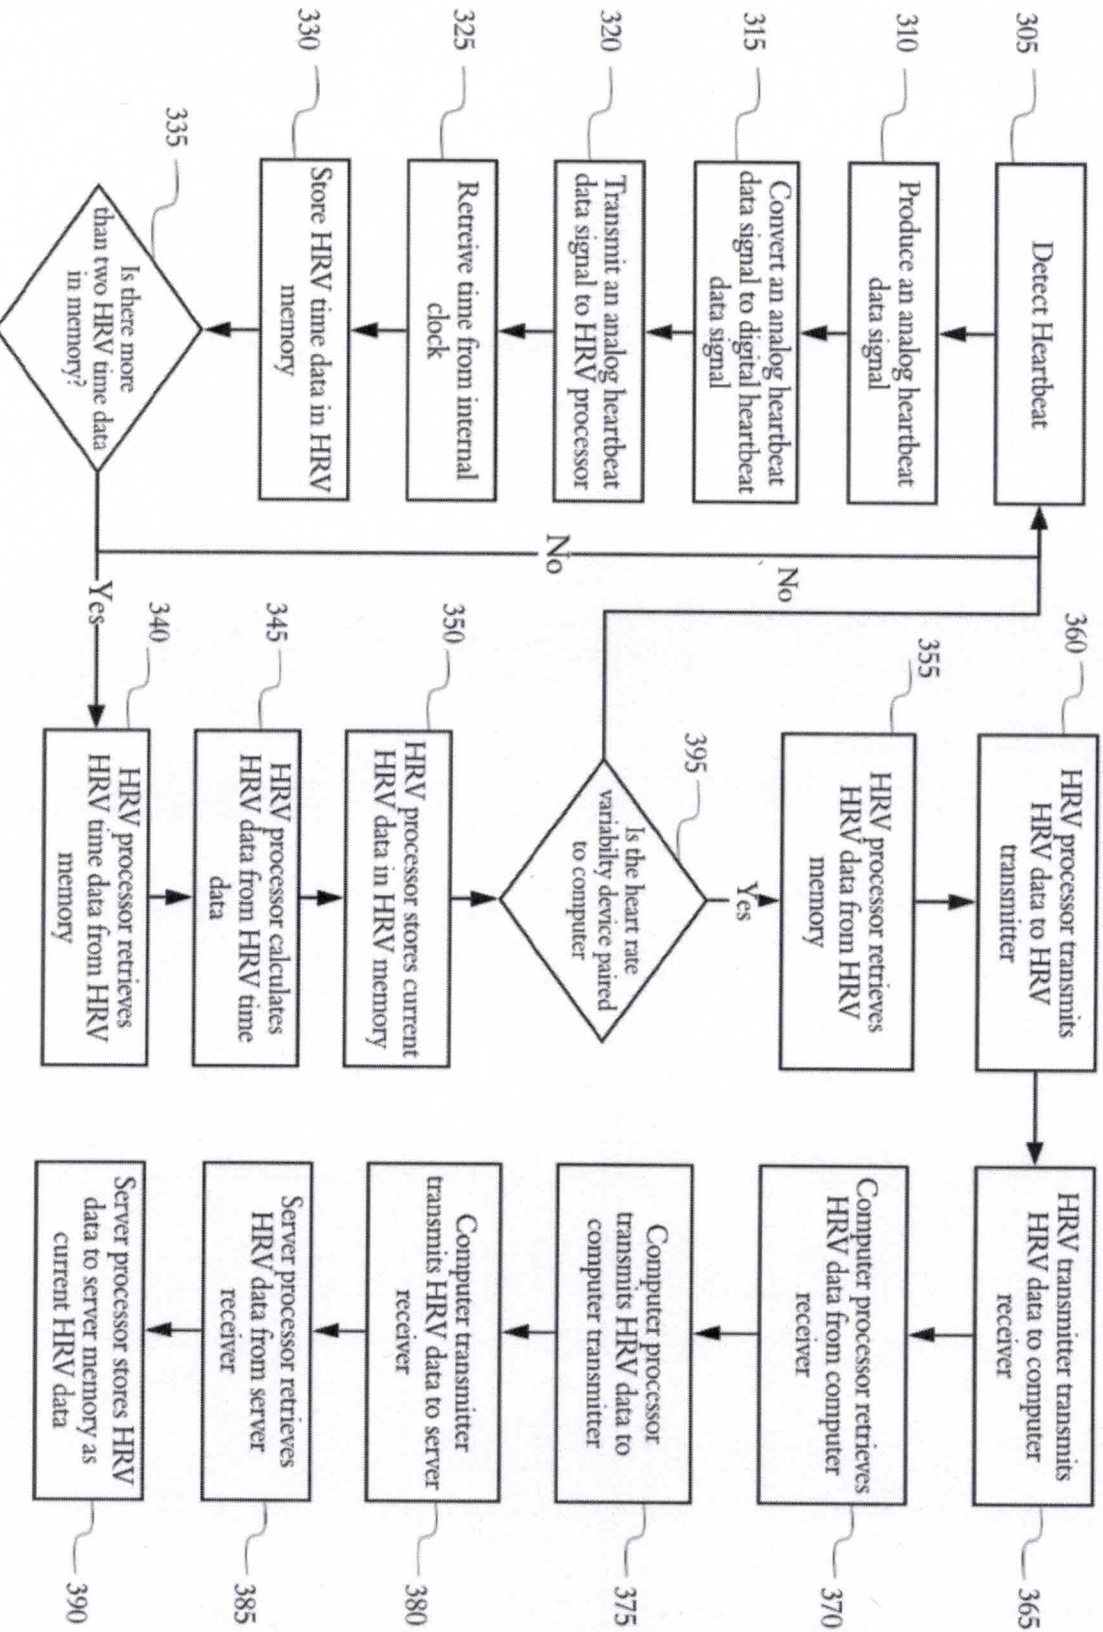 305
Detect Heartbeat
310
Produce an analog heartbeat
data signal
315
Convert an analog heartbeat
data signal to digital heartbeat
data signal
320
Transmit an analog heartbeat
data signal to HRV processor
325
Retreive time from internal
clock
330
Store HRV time data in HRV
memory
335
Is there more
than two HRV time data
in memory?
No
No
Yes
360
HRV processor transmits
HRV data to HRV
transmitter
355
HRV processor retrieves
HRV data from HRV
memory
Yes
395
Is the heart rate
variabilty device paired
to computer
350
HRV processor stores current
HRV data in HRV memory
345
HRV processor calculates
HRV data from HRV time
data
340
HRV processor retrieves
HRV time data from HRV
memory
HRV transmitter transmits
HRV data to computer
receiver
365
Computer processor retrieves
HRV data from computer
receiver
370
Computer processor
transmits HRV data to
computer transmitter
375
Computer transmitter
transmits HRV data to server
receiver
380
Server processor retrieves
HRV data from server
receiver
385
Server processor stores HRV
data to server memory as
current HRV data
390